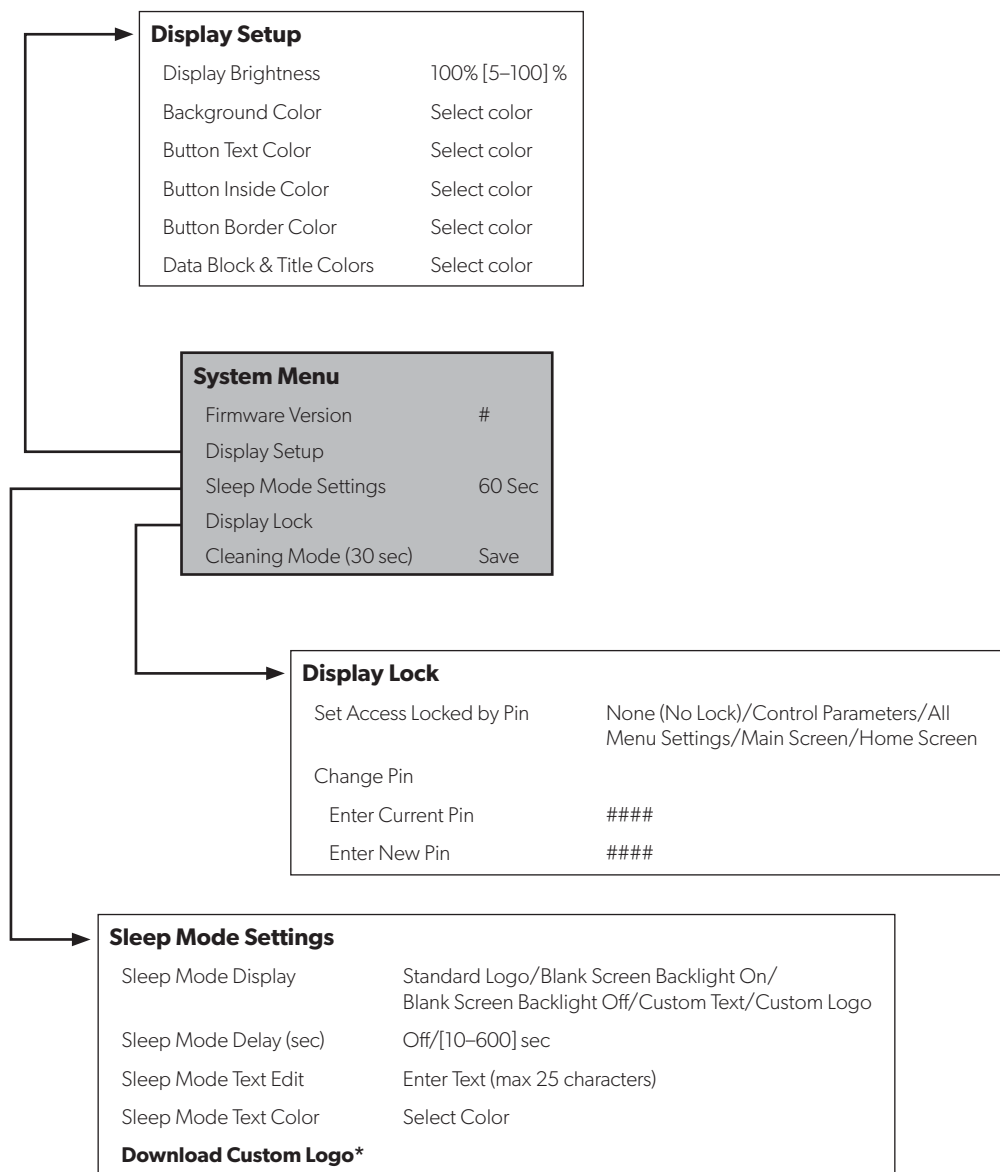 Display Setup
Display Brightness 100% [5–100] %
Background Color Select color
Button Text Color Select color
Button Inside Color Select color
Button Border Color Select color
Data Block & Title Colors Select color
System Menu
Firmware Version #
Display Setup
Sleep Mode Settings 60 Sec
Display Lock
Cleaning Mode (30 sec) Save
Display Lock
Set Access Locked by Pin None (No Lock)/Control Parameters/All
Menu Settings/Main Screen/Home Screen
Change Pin
Enter Current Pin ####
Enter New Pin ####
Sleep Mode Settings
Sleep Mode Display Standard Logo/Blank Screen Backlight On/
Blank Screen Backlight Off/Custom Text/Custom Logo
Sleep Mode Delay (sec) Off/[10–600] sec
Sleep Mode Text Edit Enter Text (max 25 characters)
Sleep Mode Text Color Select Color
Download Custom Logo*